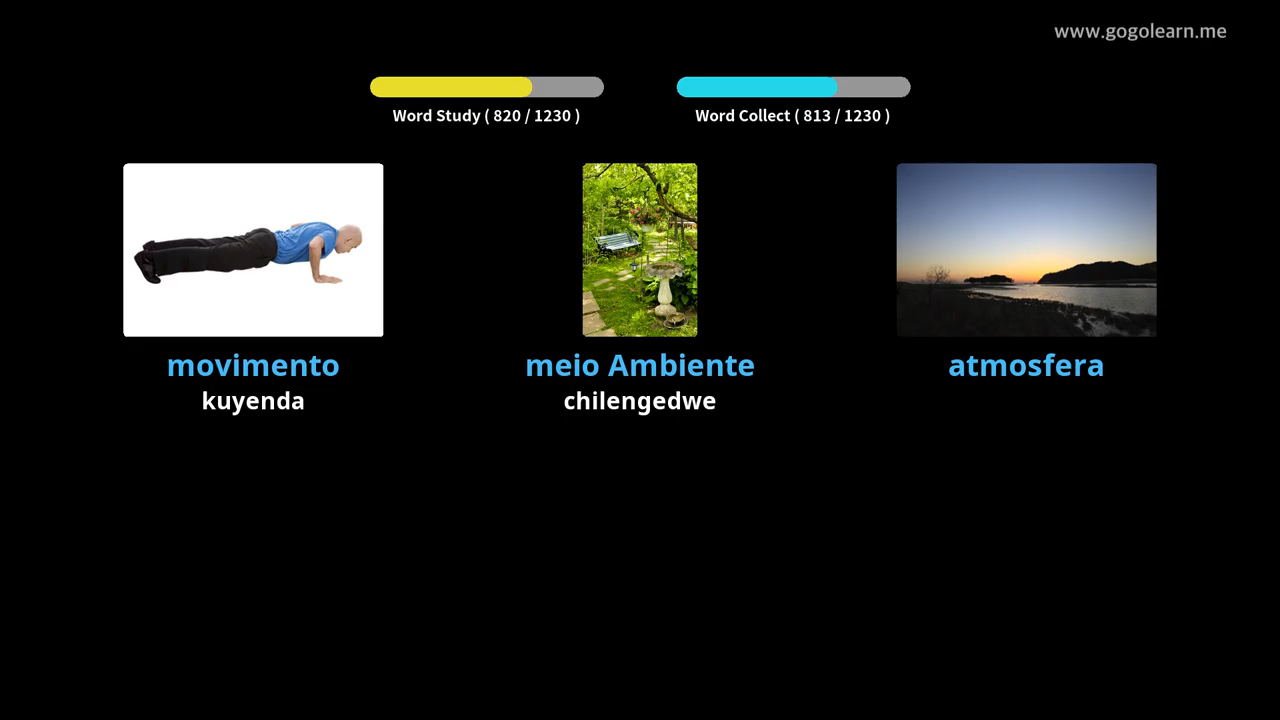 www.gogolearn.me
Word Study ( 820 / 1230 )
Word Collect ( 813 / 1230 )
movimento
kuyenda
meio Ambiente
chilengedwe
atmosfera